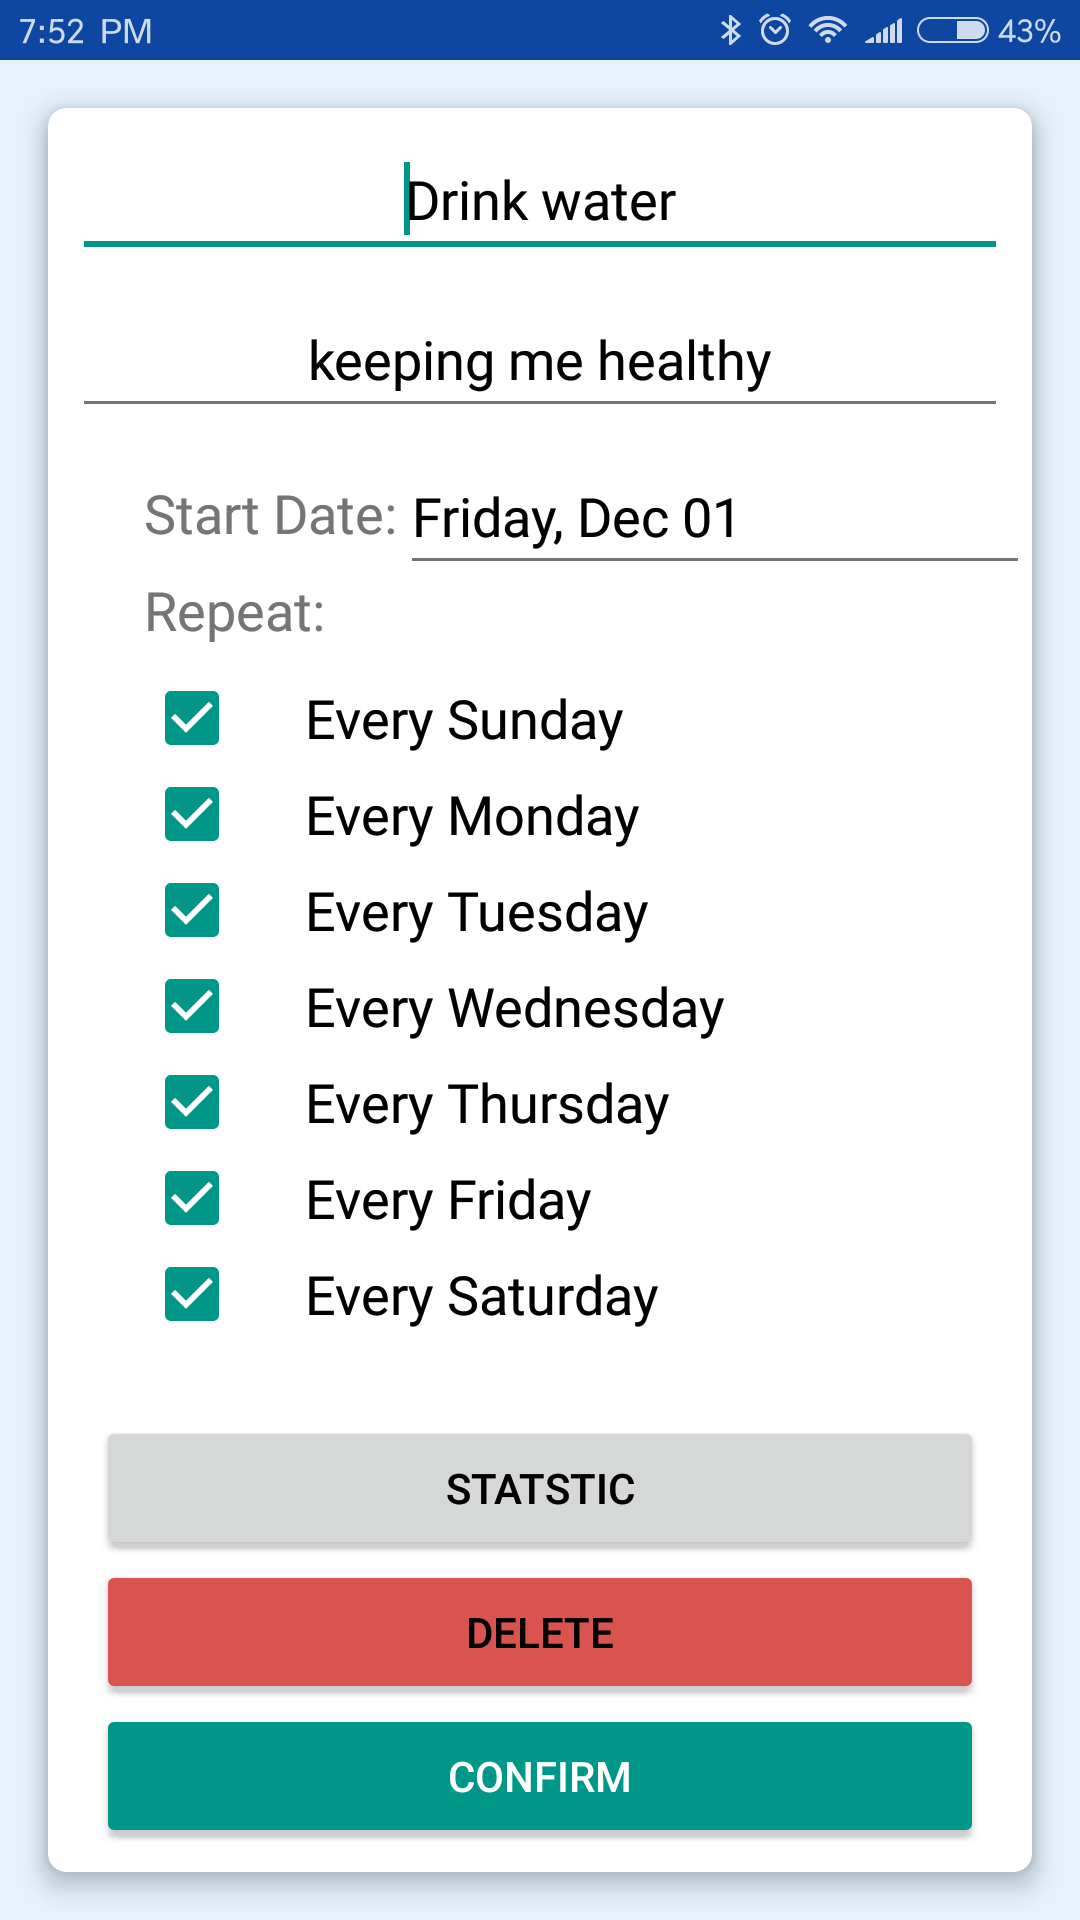 7:52 PM 43%
Drink water
keeping me healthy
Start Date: Friday, Dec 01
Repeat:
Every Sunday
Every Monday
Every Tuesday
Every Wednesday
Every Thursday
Every Friday
Every Saturday
STATSTIC
DELETE
CONFIRM